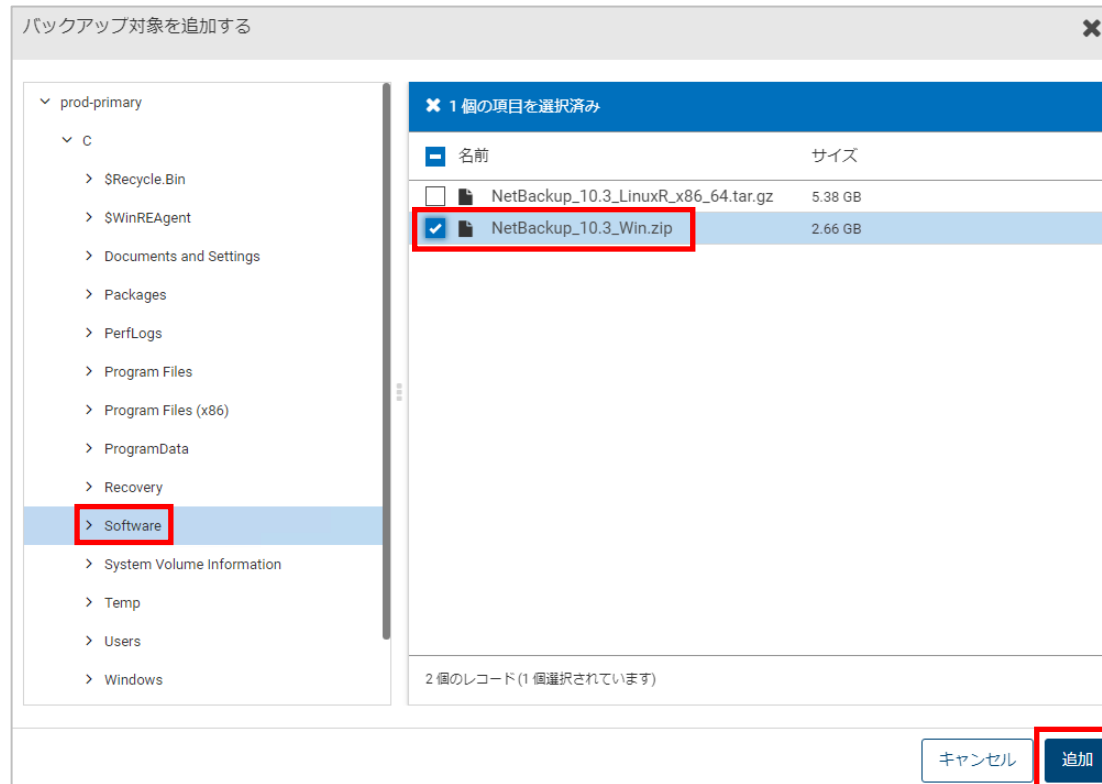 バックアップ対象を追加する
prod-primary
C
$Recycle.Bin
$WinREAgent
Documents and Settings
Packages
PerfLogs
Program Files
Program Files (x86)
ProgramData
Recovery
Software
System Volume Information
Temp
Users
Windows
1 個の項目を選択済み
名前 サイズ
NetBackup_10.3_LinuxR_x86_64.tar.gz 5.38 GB
NetBackup_10.3_Win.zip 2.66 GB
2 個のレコード (1 個選択されています)
キャンセル 追加